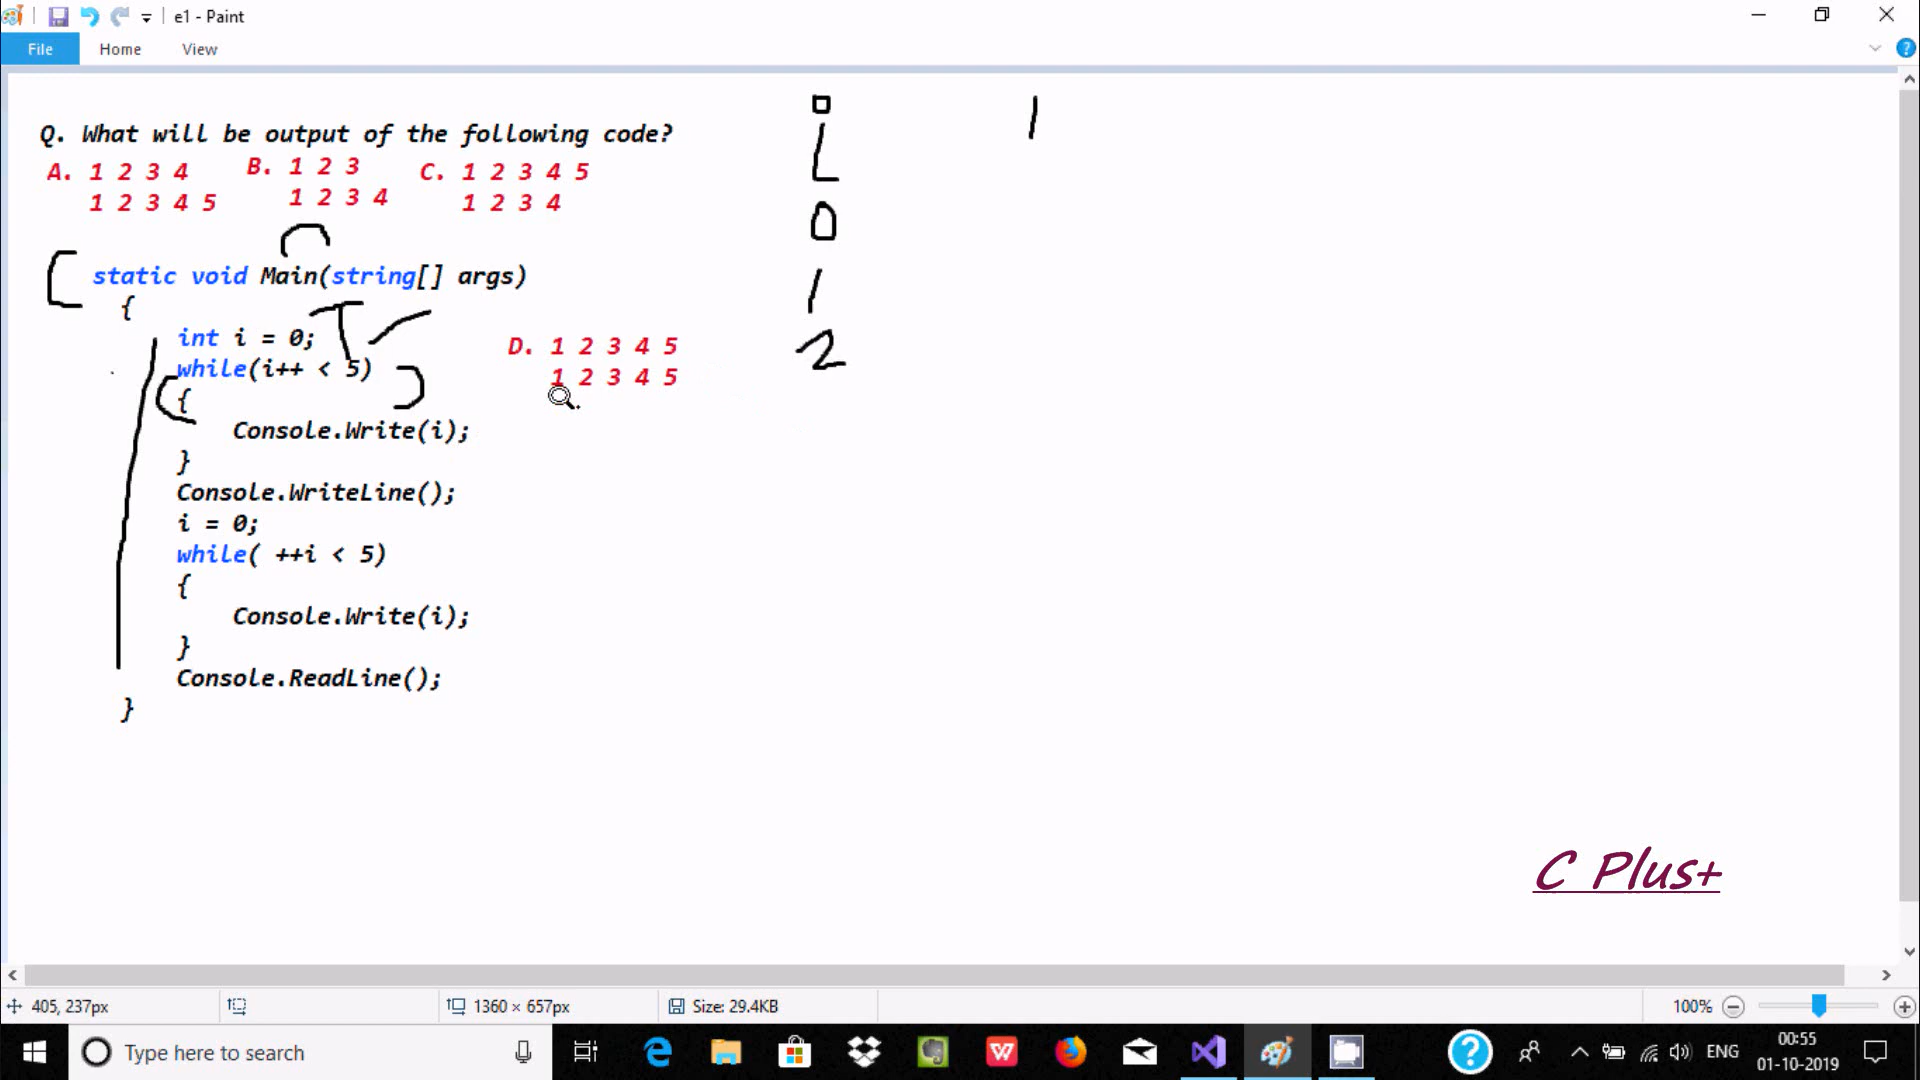 e1 - Paint
File Home View
Q. What will be output of the following code?
A. 1 2 3 4
1 2 3 4 5
B. 1 2 3
1 2 3 4
C. 1 2 3 4 5
1 2 3 4
static void Main(string[] args)
{
int i = 0;
while(i++ < 5)
{
Console.Write(i);
}
Console.WriteLine();
i = 0;
while( ++i < 5)
{
Console.Write(i);
}
Console.ReadLine();
}
D. 1 2 3 4 5
1 2 3 4 5
i
0
1
2
1
C Plus+
405, 237px
1360 × 657px
Size: 29.4KB
100%
Type here to search
ENG
00:55
01-10-2019